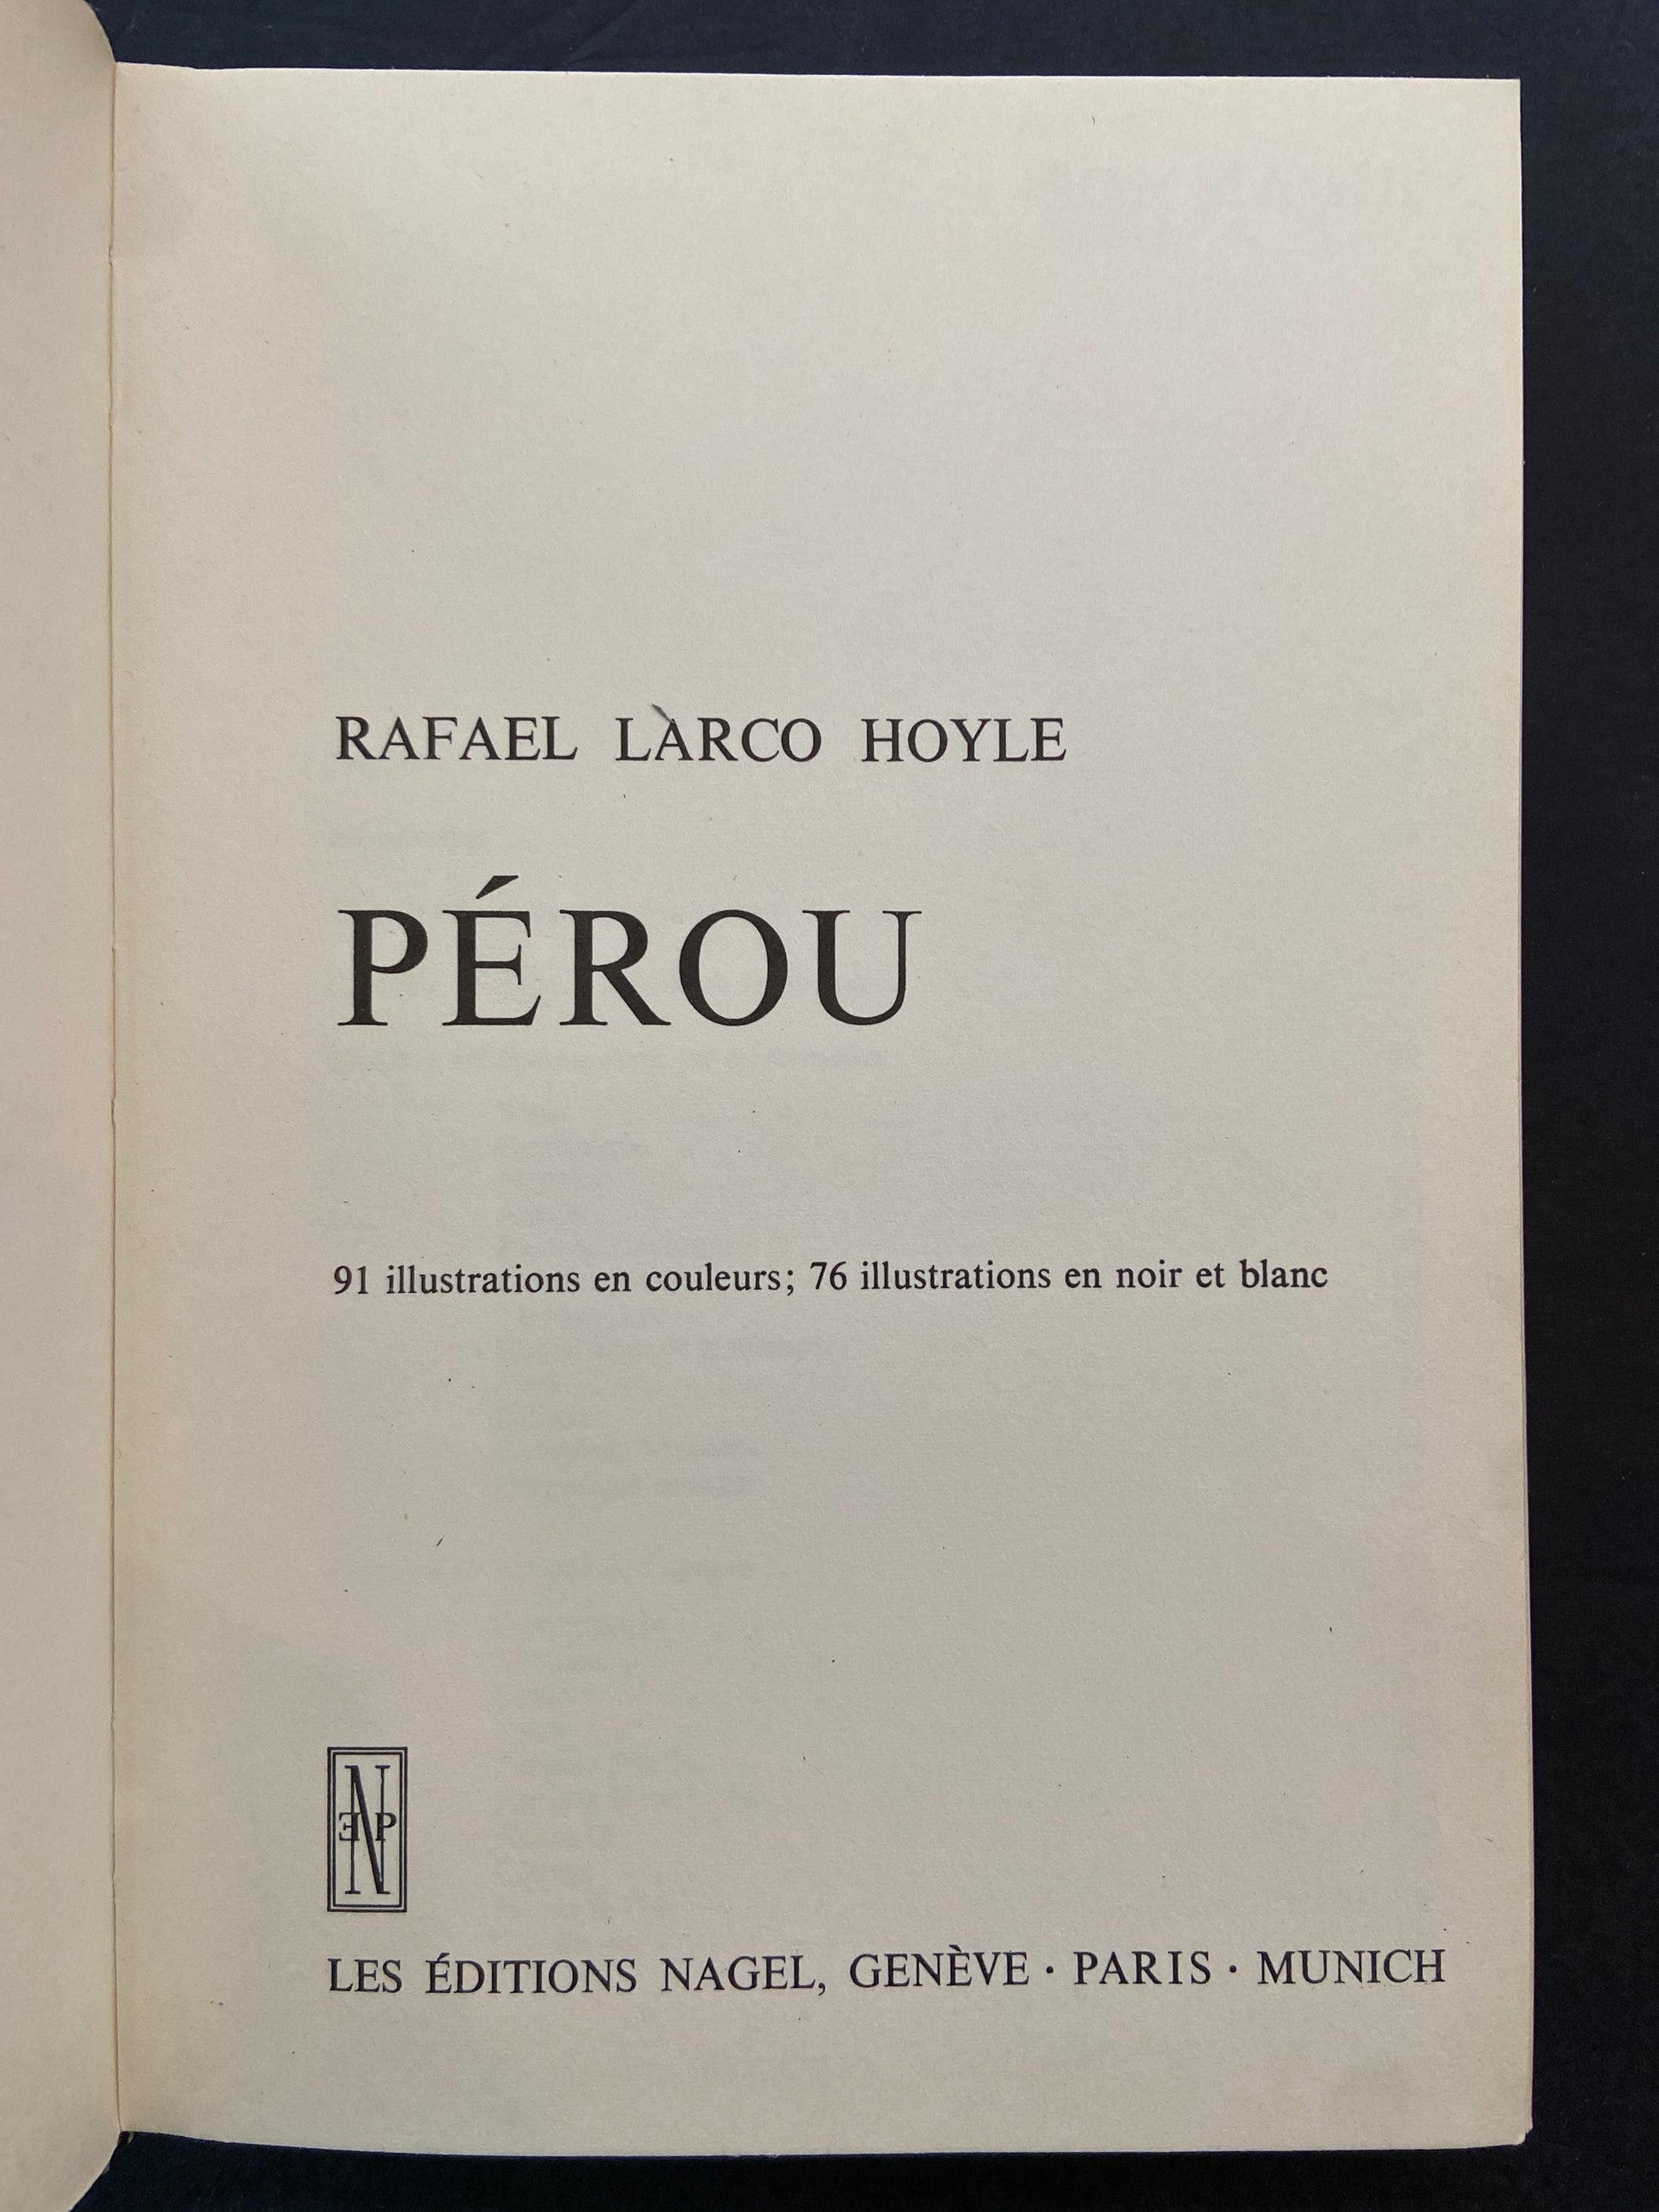 RAFAEL LARCO HOYLE
PÉROU
91 illustrations en couleurs; 76 illustrations en noir et blanc
ENP
LES ÉDITIONS NAGEL, GENÈVE · PARIS · MUNICH